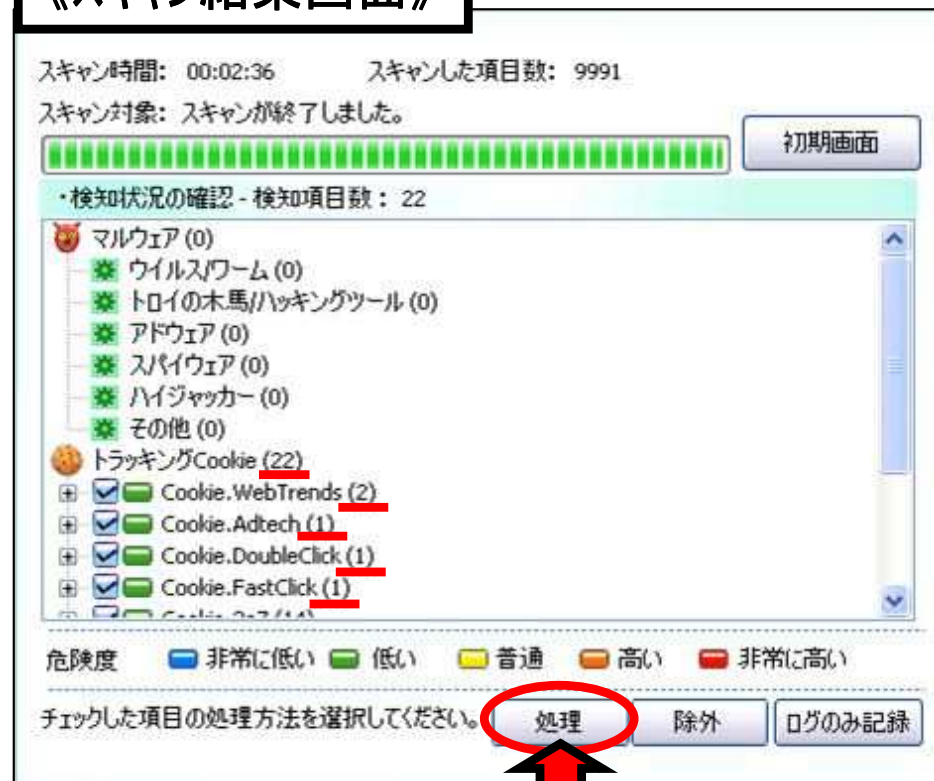 《スキャン結果画面》
スキャン時間: 00:02:36 スキャンした項目数: 9991
スキャン対象: スキャンが終了しました。
初期画面
・検知状況の確認 - 検知項目数 : 22
マルウェア (0)
ウイルス/ワーム (0)
トロイの木馬/ハッキングツール (0)
アドウェア (0)
スパイウェア (0)
ハイジャッカー (0)
その他 (0)
トラッキングCookie (22)
Cookie.WebTrends (2)
Cookie.Adtech (1)
Cookie.DoubleClick (1)
Cookie.FastClick (1)
危険度 非常に低い 低い 普通 高い 非常に高い
チェックした項目の処理方法を選択してください。 処理 除外 ログのみ記録